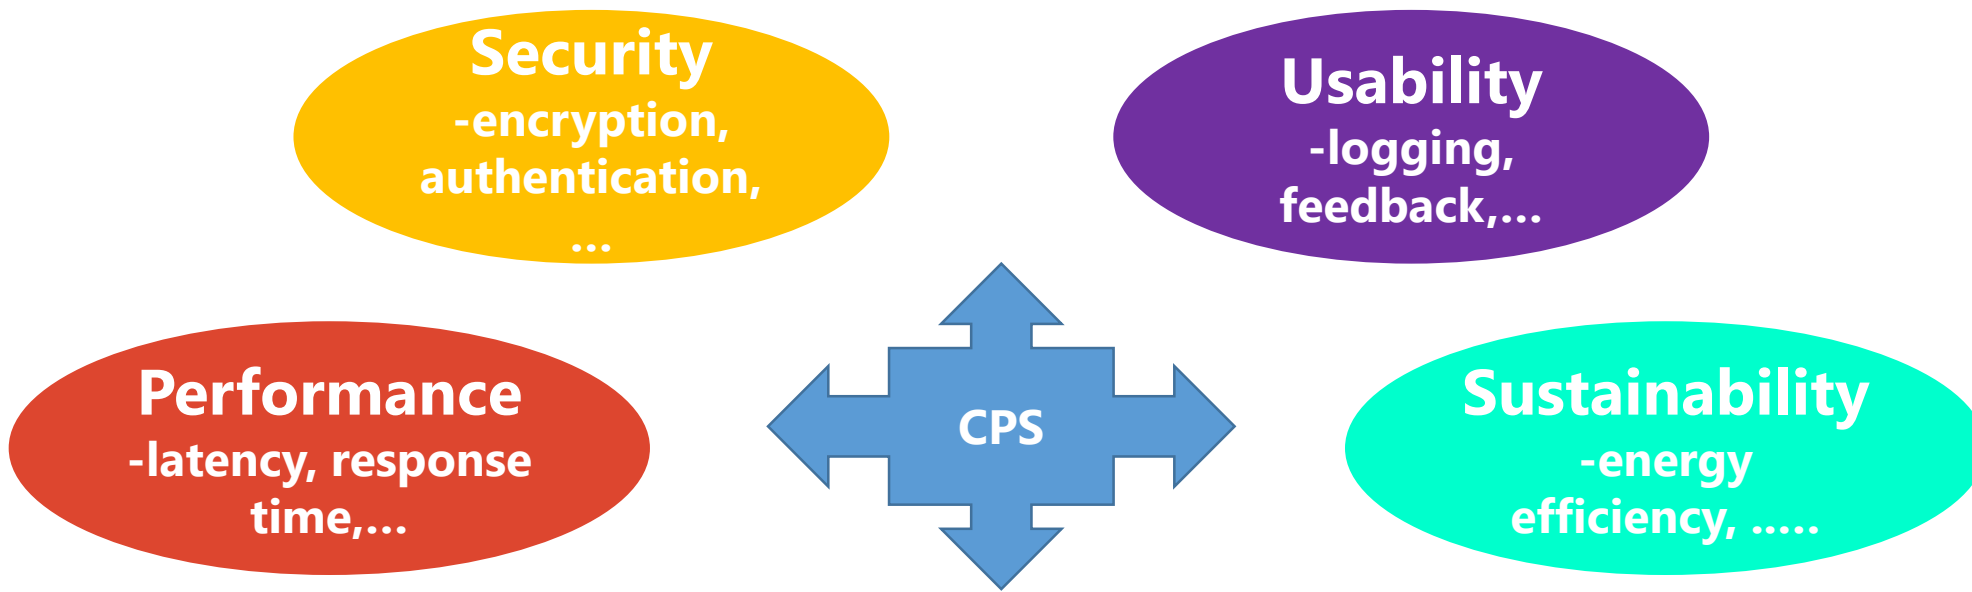 Security
-encryption,
authentication,
...
Usability
-logging,
feedback,...
Performance
-latency, response
time,...
CPS
Sustainability
-energy
efficiency, .....